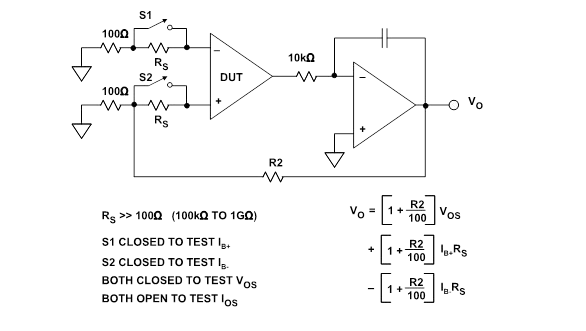 S1
100Ω
R_S
−
S2
100Ω
R_S
+
DUT
10kΩ
−
+
V_O
R2
R_S >> 100Ω (100kΩ TO 1GΩ)
S1 CLOSED TO TEST I_B+
S2 CLOSED TO TEST I_B-
BOTH CLOSED TO TEST V_OS
BOTH OPEN TO TEST I_OS
V_O = [1 + R2/100] V_OS
+ [1 + R2/100] I_B+ R_S
− [1 + R2/100] I_B- R_S